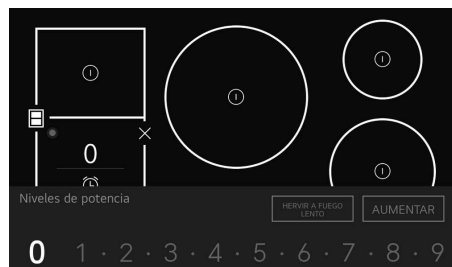 0
Niveles de potencia
HERVIR A FUEGO
LENTO
AUMENTAR
0 1 · 2 · 3 · 4 · 5 · 6 · 7 · 8 · 9